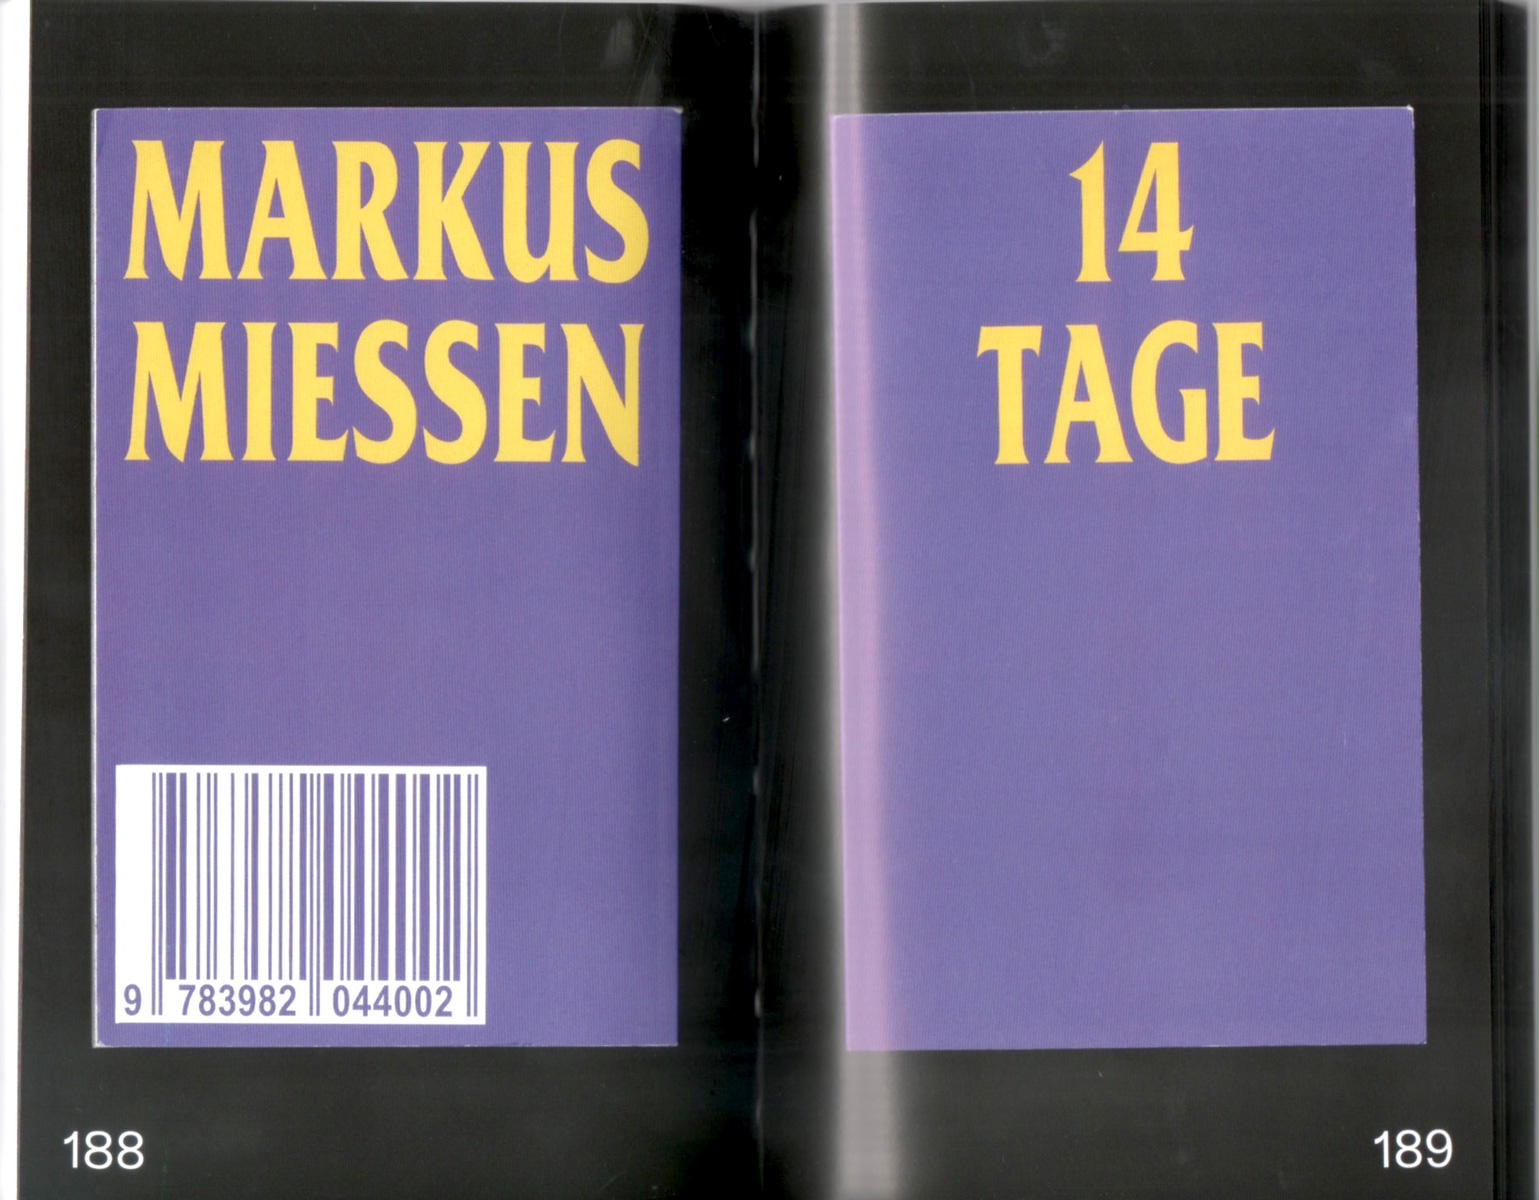 MARKUS
MIESSEN
9 783982 044002
188
14
TAGE
189